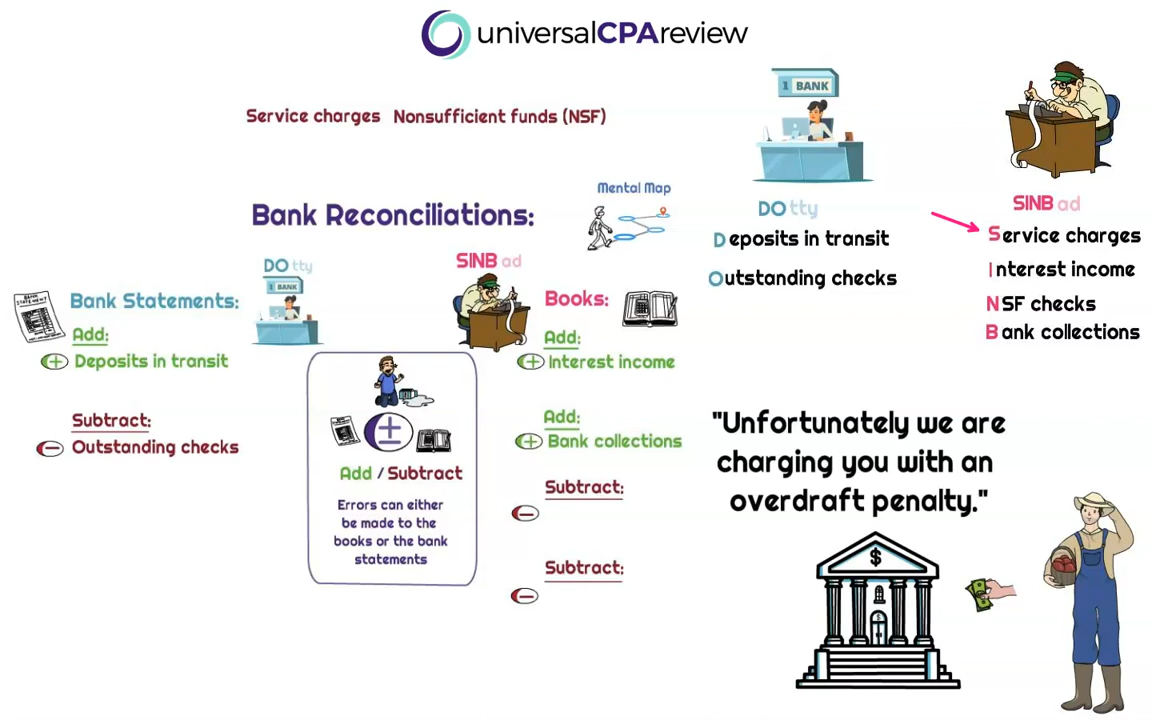 universalCPAreview
1 BANK
Service charges Nonsufficient funds (NSF)
Mental Map
Bank Reconciliations:
DOtty
Deposits in transit
Outstanding checks
SINBad
Service charges
Interest income
NSF checks
Bank collections
DOtty
1 BANK
SINBad
Bank Statements:
Add:
Deposits in transit
Subtract:
Outstanding checks
Books:
Add:
Interest income
Add:
Bank collections
Subtract:
Subtract:
Add / Subtract
Errors can either
be made to the
books or the bank
statements
"Unfortunately we are
charging you with an
overdraft penalty."
$